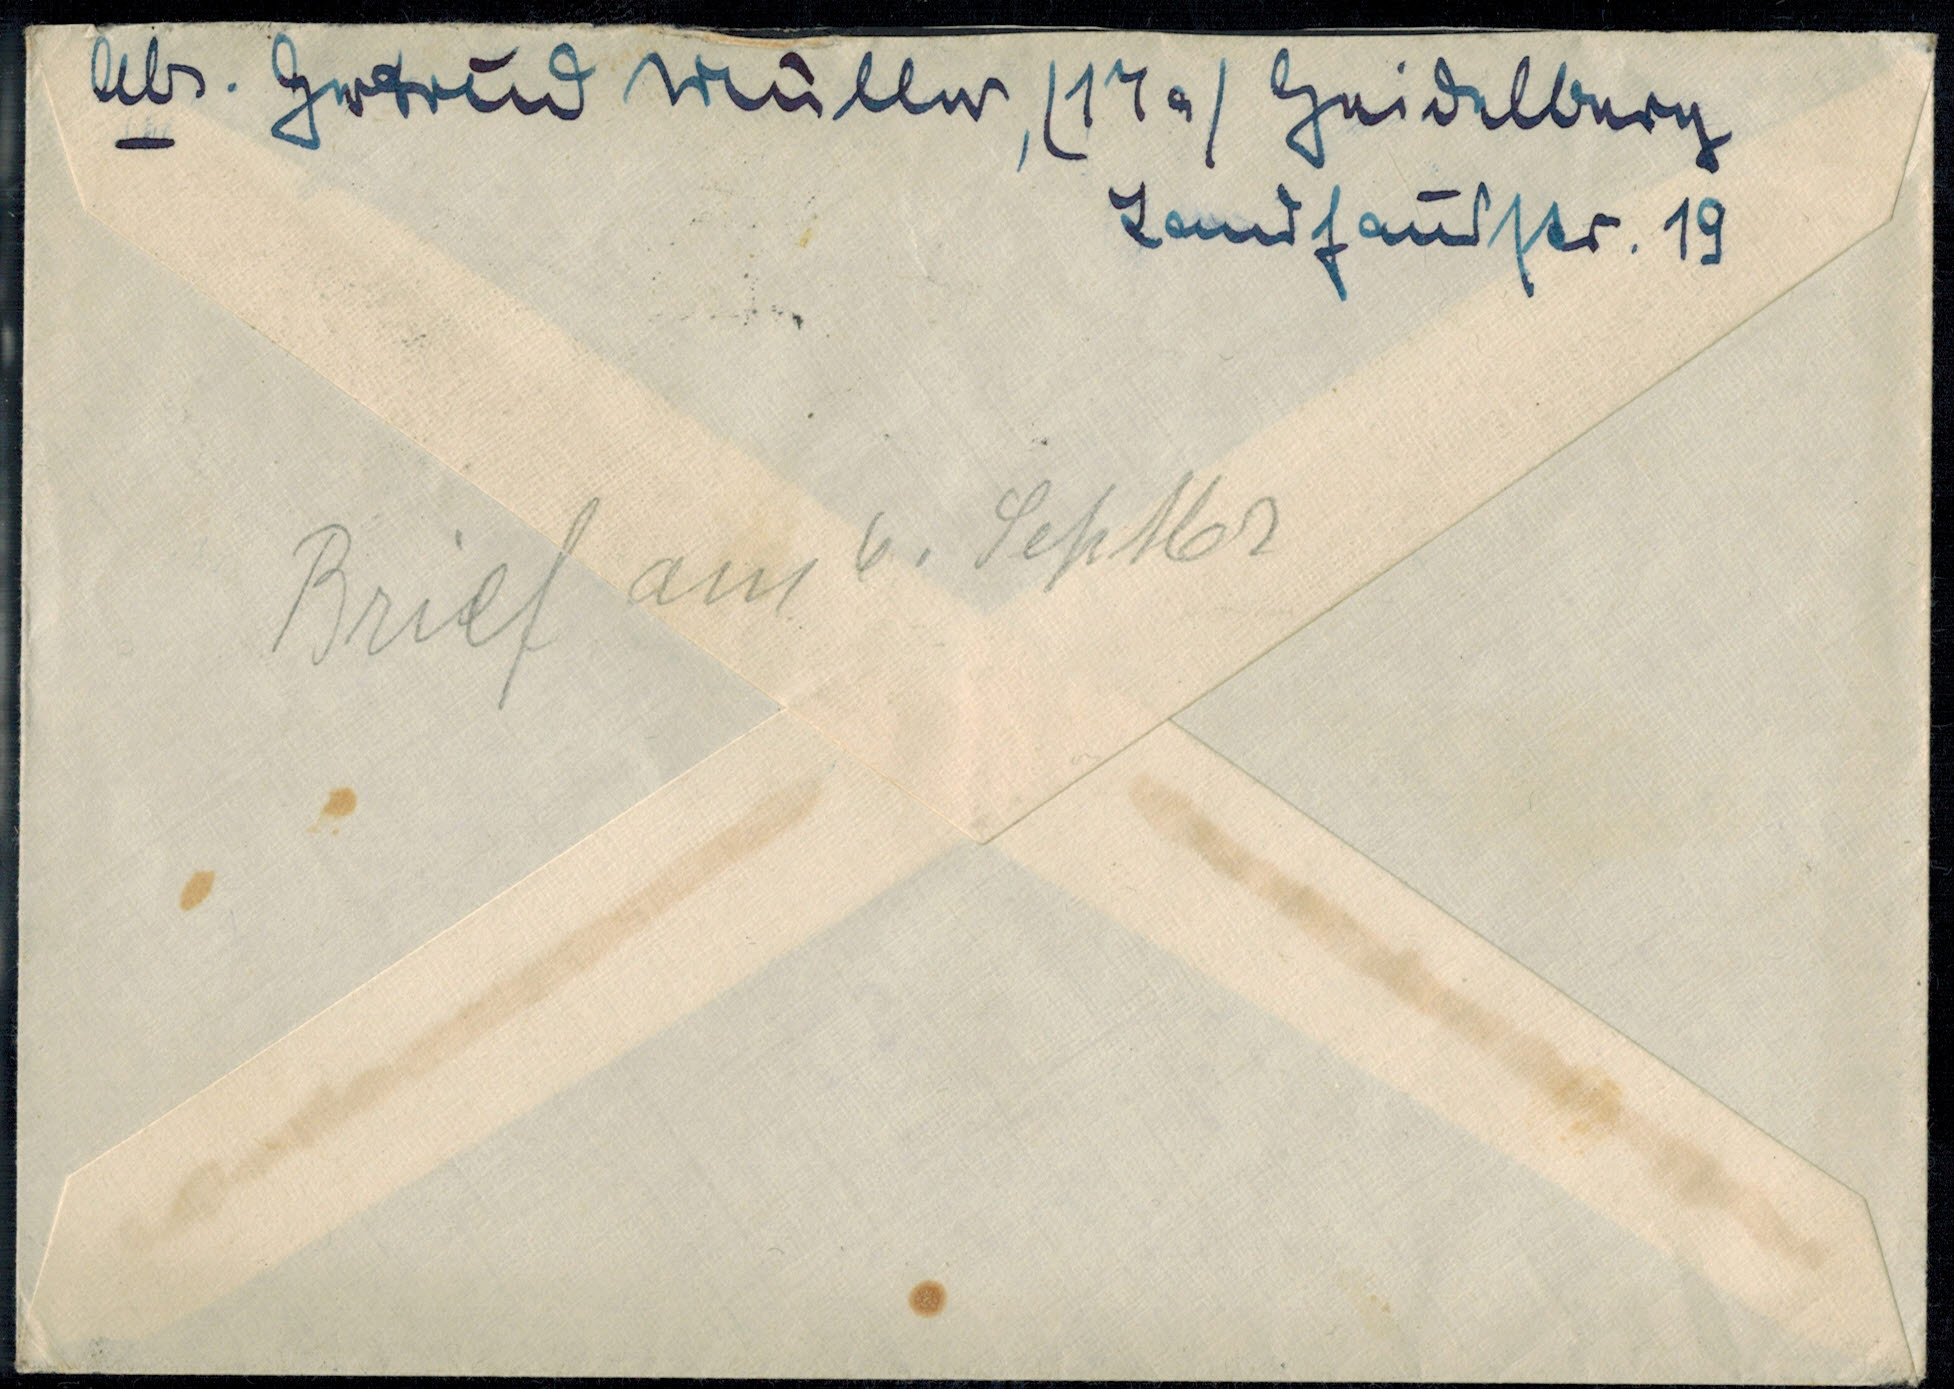 Abs. Gertrud Müller, (17a) Heidelberg
Landhausstr. 19
Brief am 6. Septbr